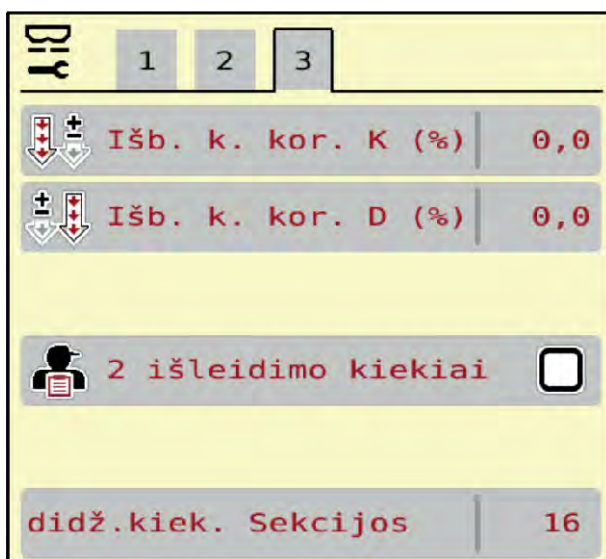 1 2 3
Išb. k. kor. K (%) 0,0
Išb. k. kor. D (%) 0,0
2 išleidimo kiekiai
didž.kiek. Sekcijos 16